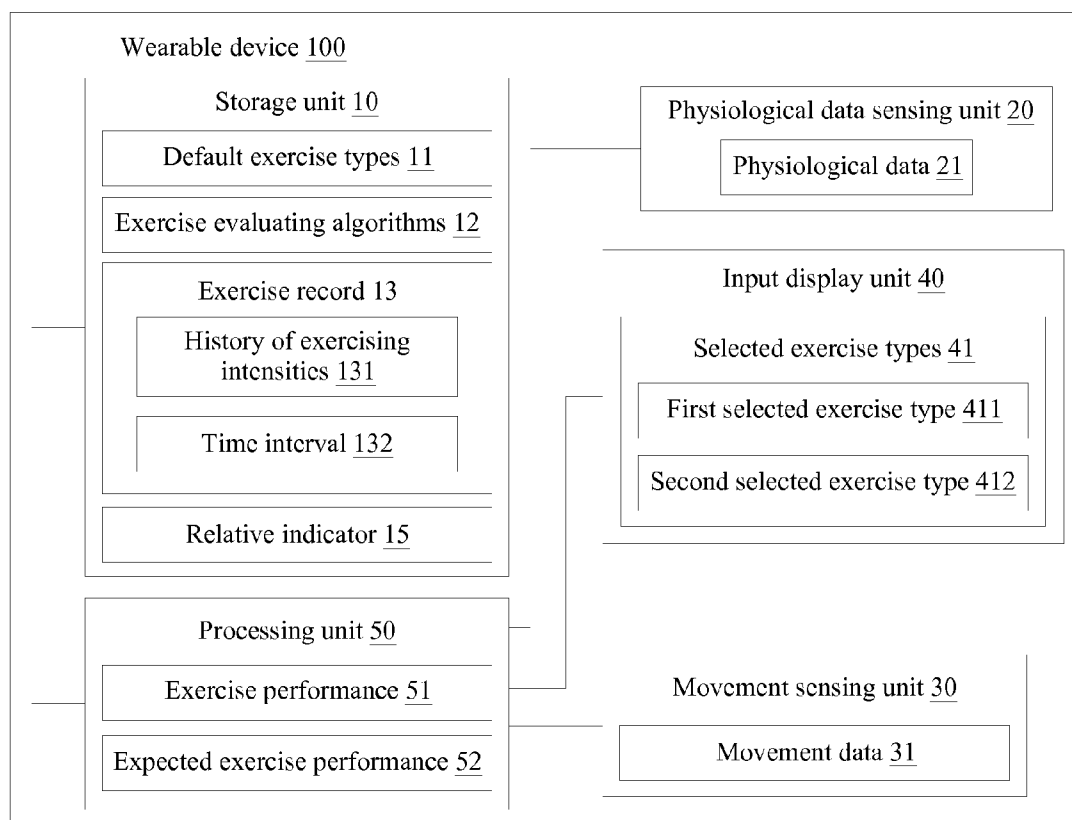 Wearable device 100
Storage unit 10
Default exercise types 11
Exercise evaluating algorithms 12
Exercise record 13
History of exercising
intensities 131
Time interval 132
Relative indicator 15
Processing unit 50
Exercise performance 51
Expected exercise performance 52
Physiological data sensing unit 20
Physiological data 21
Input display unit 40
Selected exercise types 41
First selected exercise type 411
Second selected exercise type 412
Movement sensing unit 30
Movement data 31